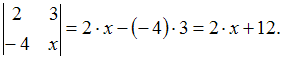 | 2 3 |
| −4 x | = 2 · x − (−4) · 3 = 2 · x + 12.